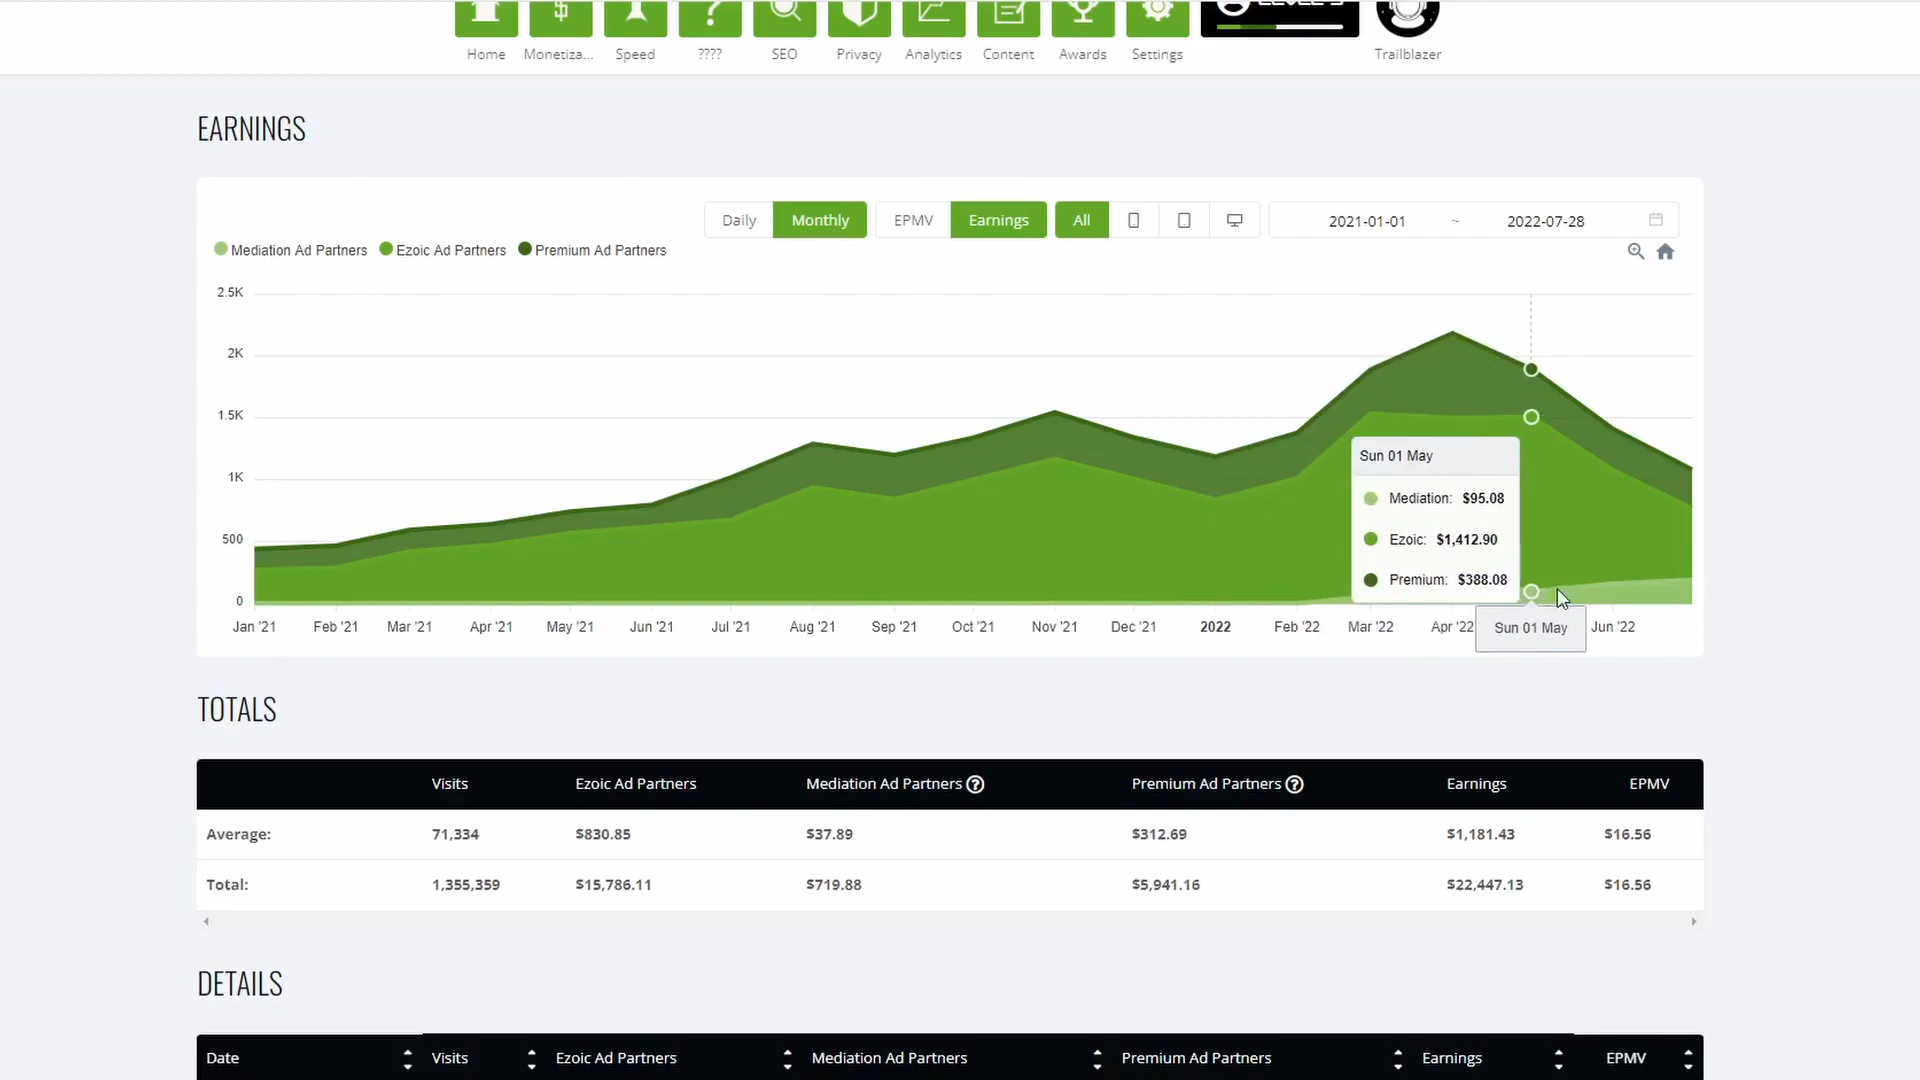 Home Monetiza... Speed ???? SEO Privacy Analytics Content Awards Settings Trailblazer
EARNINGS
Daily Monthly EPMV Earnings All 2021-01-01 ~ 2022-07-28
Mediation Ad Partners Ezoic Ad Partners Premium Ad Partners
2.5K
2K
1.5K
1K
500
0
Sun 01 May
Mediation: $95.08
Ezoic: $1,412.90
Premium: $388.08
Jan '21 Feb '21 Mar '21 Apr '21 May '21 Jun '21 Jul '21 Aug '21 Sep '21 Oct '21 Nov '21 Dec '21 2022 Feb '22 Mar '22 Apr '22 Sun 01 May Jun '22
TOTALS
Visits Ezoic Ad Partners Mediation Ad Partners ? Premium Ad Partners ? Earnings EPMV
Average: 71,334 $830.85 $37.89 $312.69 $1,181.43 $16.56
Total: 1,355,359 $15,786.11 $719.88 $5,941.16 $22,447.13 $16.56
DETAILS
Date Visits Ezoic Ad Partners Mediation Ad Partners Premium Ad Partners Earnings EPMV